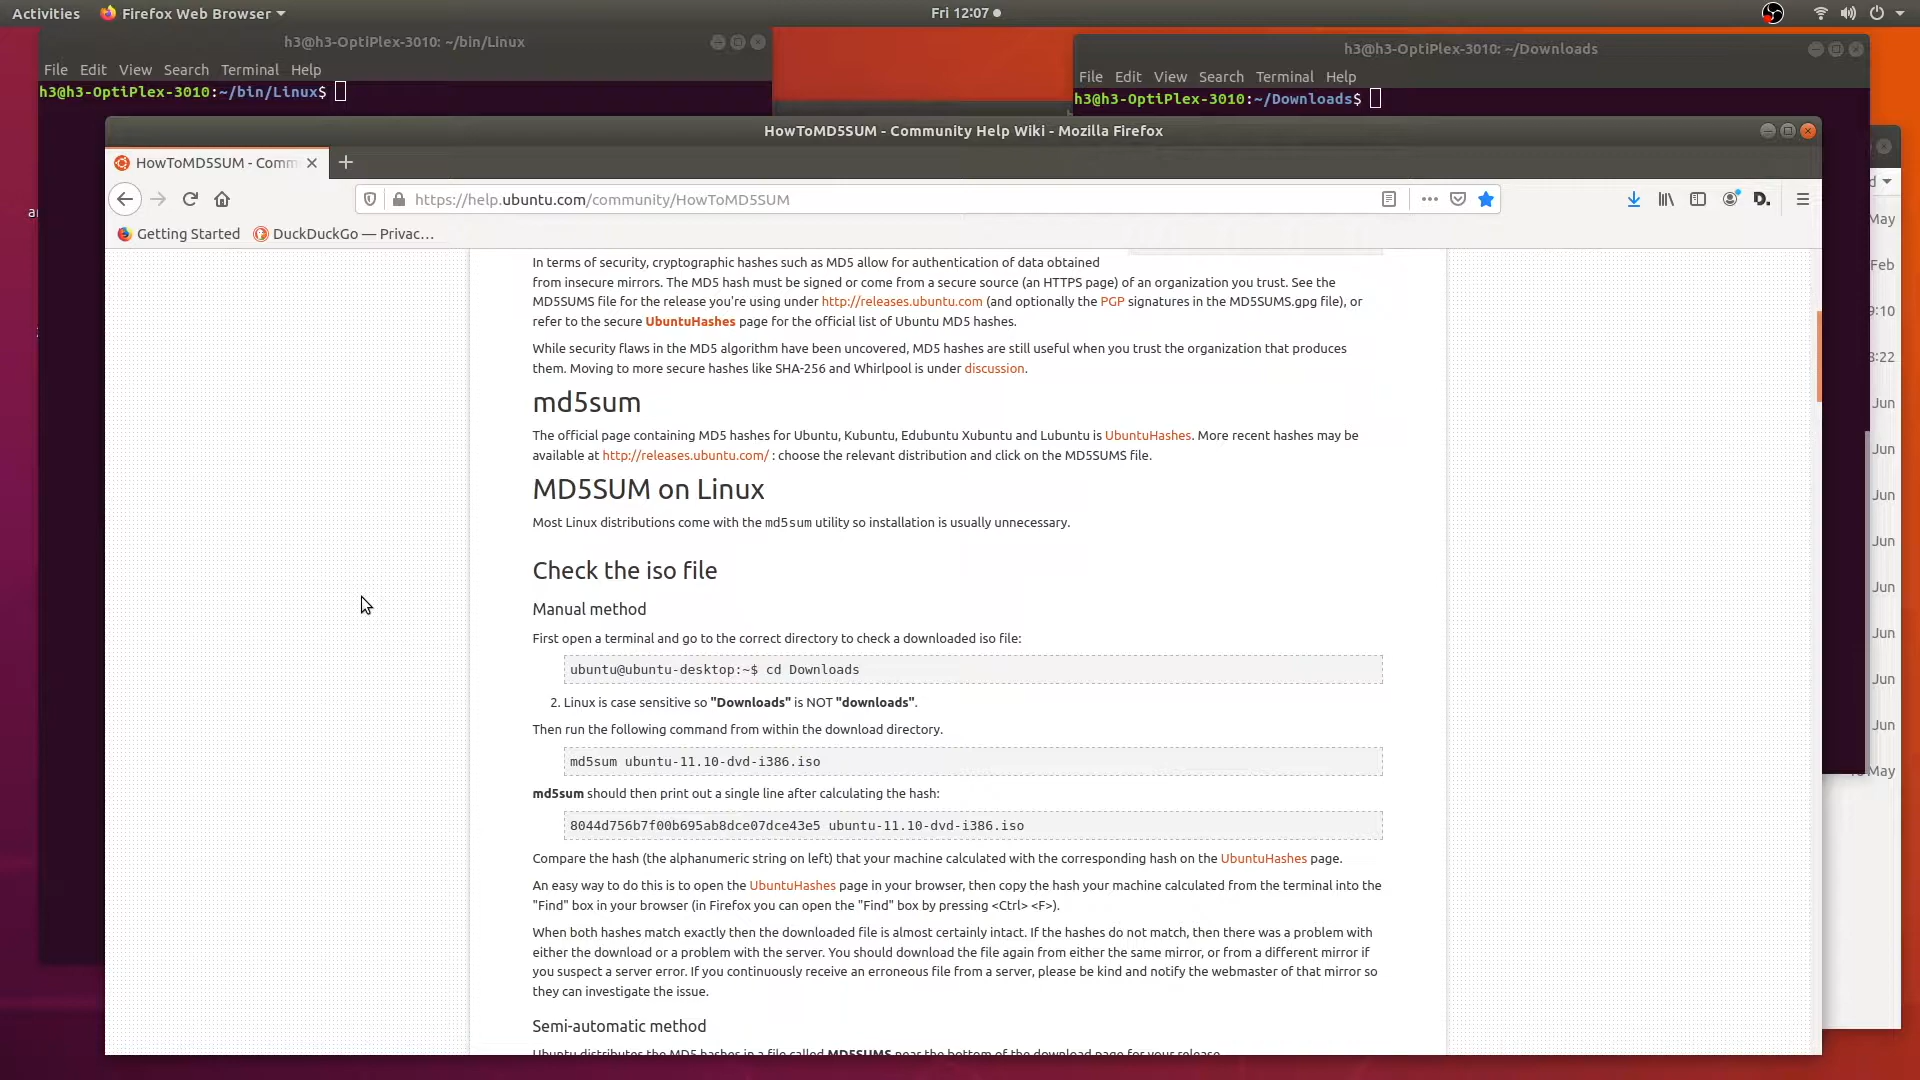 Activities
Firefox Web Browser
Fri 12:07
h3@h3-OptiPlex-3010: ~/bin/Linux
File Edit View Search Terminal Help
h3@h3-OptiPlex-3010:~/bin/Linux$
h3@h3-OptiPlex-3010: ~/Downloads
File Edit View Search Terminal Help
h3@h3-OptiPlex-3010:~/Downloads$
HowToMD5SUM - Community Help Wiki - Mozilla Firefox
HowToMD5SUM - Comm
https://help.ubuntu.com/community/HowToMD5SUM
D.
Getting Started
DuckDuckGo — Privac…
In terms of security, cryptographic hashes such as MD5 allow for authentication of data obtained
from insecure mirrors. The MD5 hash must be signed or come from a secure source (an HTTPS page) of an organization you trust. See the
MD5SUMS file for the release you're using under http://releases.ubuntu.com (and optionally the PGP signatures in the MD5SUMS.gpg file), or
refer to the secure UbuntuHashes page for the official list of Ubuntu MD5 hashes.
While security flaws in the MD5 algorithm have been uncovered, MD5 hashes are still useful when you trust the organization that produces
them. Moving to more secure hashes like SHA-256 and Whirlpool is under discussion.
md5sum
The official page containing MD5 hashes for Ubuntu, Kubuntu, Edubuntu Xubuntu and Lubuntu is UbuntuHashes. More recent hashes may be
available at http://releases.ubuntu.com/ : choose the relevant distribution and click on the MD5SUMS file.
MD5SUM on Linux
Most Linux distributions come with the md5sum utility so installation is usually unnecessary.
Check the iso file
Manual method
First open a terminal and go to the correct directory to check a downloaded iso file:
ubuntu@ubuntu-desktop:~$ cd Downloads
2. Linux is case sensitive so "Downloads" is NOT "downloads".
Then run the following command from within the download directory.
md5sum ubuntu-11.10-dvd-i386.iso
md5sum should then print out a single line after calculating the hash:
8044d756b7f00b695ab8dce07dce43e5 ubuntu-11.10-dvd-i386.iso
Compare the hash (the alphanumeric string on left) that your machine calculated with the corresponding hash on the UbuntuHashes page.
An easy way to do this is to open the UbuntuHashes page in your browser, then copy the hash your machine calculated from the terminal into the
"Find" box in your browser (in Firefox you can open the "Find" box by pressing <Ctrl> <F>).
When both hashes match exactly then the downloaded file is almost certainly intact. If the hashes do not match, then there was a problem with
either the download or a problem with the server. You should download the file again from either the same mirror, or from a different mirror if
you suspect a server error. If you continuously receive an erroneous file from a server, please be kind and notify the webmaster of that mirror so
they can investigate the issue.
Semi-automatic method
Ubuntu distributes the MD5 hashes in a file called MD5SUMS near the bottom of the download page for your release
May
Feb
9:10
8:22
Jun
Jun
Jun
Jun
Jun
Jun
Jun
Jun
May